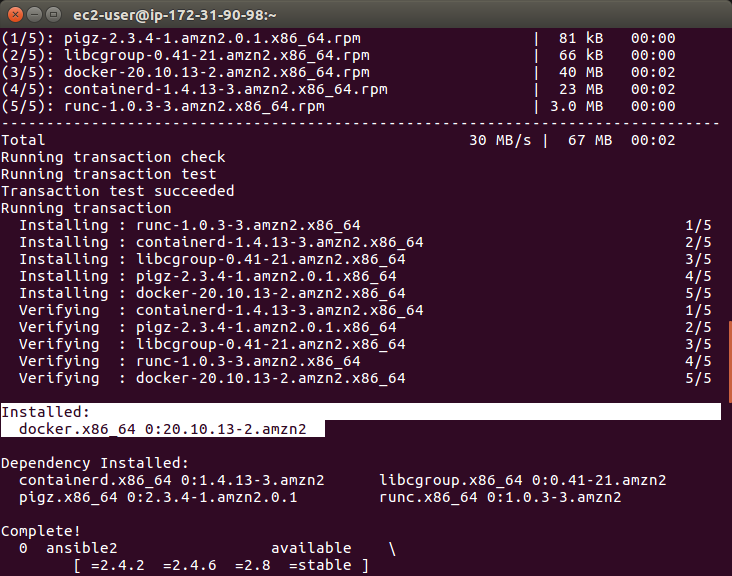 ec2-user@ip-172-31-90-98:~
(1/5): pigz-2.3.4-1.amzn2.0.1.x86_64.rpm | 81 kB 00:00
(2/5): libcgroup-0.41-21.amzn2.x86_64.rpm | 66 kB 00:00
(3/5): docker-20.10.13-2.amzn2.x86_64.rpm | 40 MB 00:02
(4/5): containerd-1.4.13-3.amzn2.x86_64.rpm | 23 MB 00:02
(5/5): runc-1.0.3-3.amzn2.x86_64.rpm | 3.0 MB 00:00
--------------------------------------------------------------------------------
Total 30 MB/s | 67 MB 00:02
Running transaction check
Running transaction test
Transaction test succeeded
Running transaction
Installing : runc-1.0.3-3.amzn2.x86_64 1/5
Installing : containerd-1.4.13-3.amzn2.x86_64 2/5
Installing : libcgroup-0.41-21.amzn2.x86_64 3/5
Installing : pigz-2.3.4-1.amzn2.0.1.x86_64 4/5
Installing : docker-20.10.13-2.amzn2.x86_64 5/5
Verifying : containerd-1.4.13-3.amzn2.x86_64 1/5
Verifying : pigz-2.3.4-1.amzn2.0.1.x86_64 2/5
Verifying : libcgroup-0.41-21.amzn2.x86_64 3/5
Verifying : runc-1.0.3-3.amzn2.x86_64 4/5
Verifying : docker-20.10.13-2.amzn2.x86_64 5/5
Installed:
docker.x86_64 0:20.10.13-2.amzn2
Dependency Installed:
containerd.x86_64 0:1.4.13-3.amzn2 libcgroup.x86_64 0:0.41-21.amzn2
pigz.x86_64 0:2.3.4-1.amzn2.0.1 runc.x86_64 0:1.0.3-3.amzn2
Complete!
0 ansible2 available \
[ =2.4.2 =2.4.6 =2.8 =stable ]